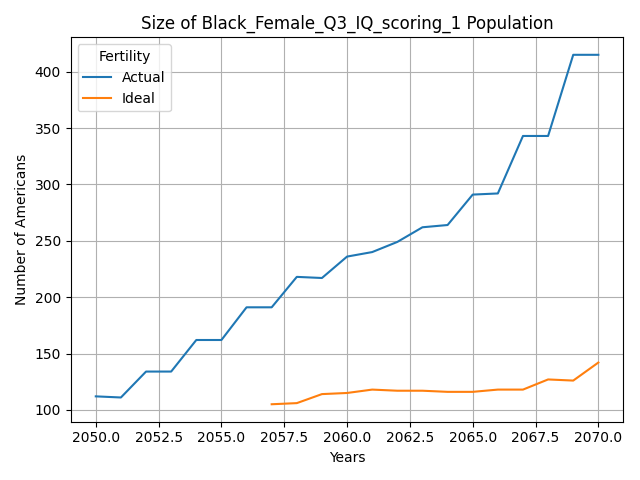 Size of Black_Female_Q3_IQ_scoring_1 Population
Fertility
Actual
Ideal
Number of Americans
400
350
300
250
200
150
100
2050.0 2052.5 2055.0 2057.5 2060.0 2062.5 2065.0 2067.5 2070.0
Years